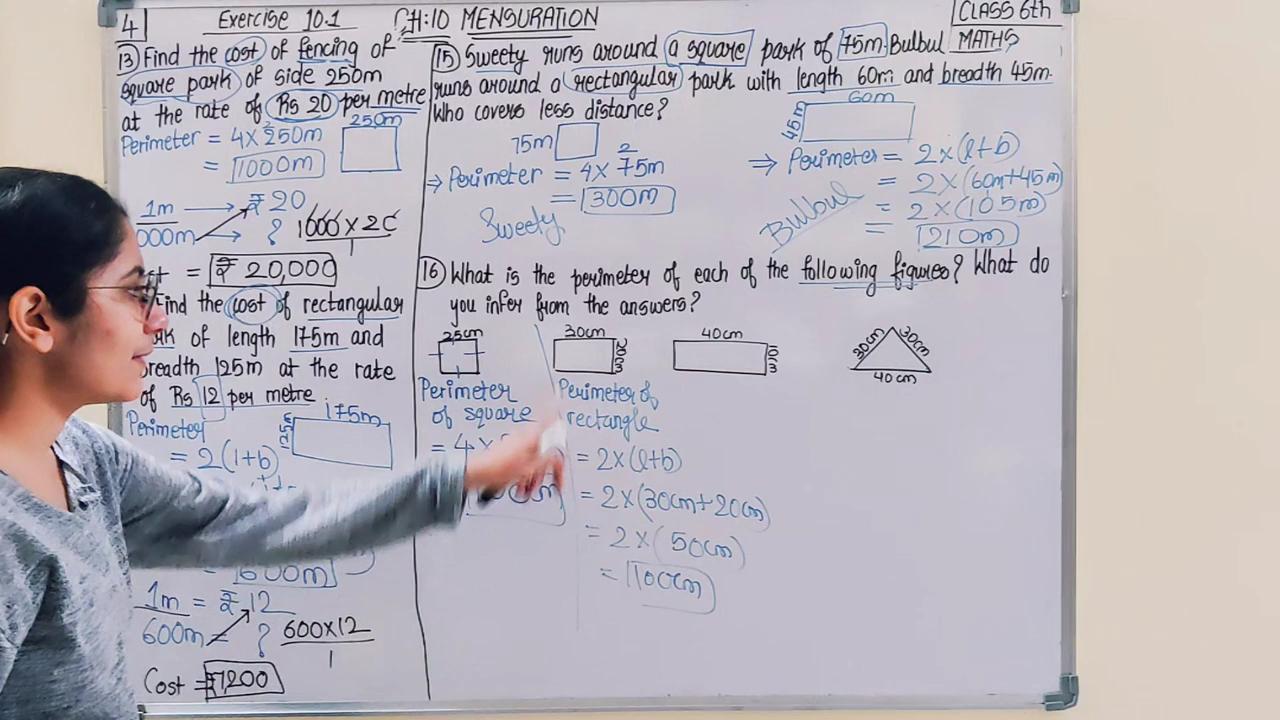 4
Exercise 10.1
CH:10 MENSURATION
CLASS 6th
MATHS
13) Find the cost of fencing of
square park of side 250m
at the rate of Rs 20 per metre
250m
Perimeter = 4 × 250m
= 1000m
1m → ₹ 20
000m → ? 1000 × 20
1
= ₹ 20,000
Find the cost of rectangular
of length 175m and
breadth 125m at the rate
of Rs 12 per metre
175m
Perimeter
= 2(l+b)
= 600m
1m = ₹ 12
600m = ? 600×12
1
Cost = ₹7200
15) Sweety runs around a square park of 75m. Bulbul
runs around a rectangular park with length 60m and breadth 45m.
Who covers less distance?
75m
⇒ Perimeter = 4 × 75m
2
= 300m
Sweety
60m
45m
⇒ Perimeter = 2×(l+b)
= 2×(60m+45m)
= 2×(105m)
= 210m
Bulbul
16) What is the perimeter of each of the following figures? What do
you infer from the answers?
25cm
30cm
20cm
40cm
10cm
30cm
30cm
40cm
Perimeter
of square
= 4 ×
Perimeter of
rectangle
= 2×(l+b)
= 2×(30cm+20cm)
= 2×(50cm)
= 100cm